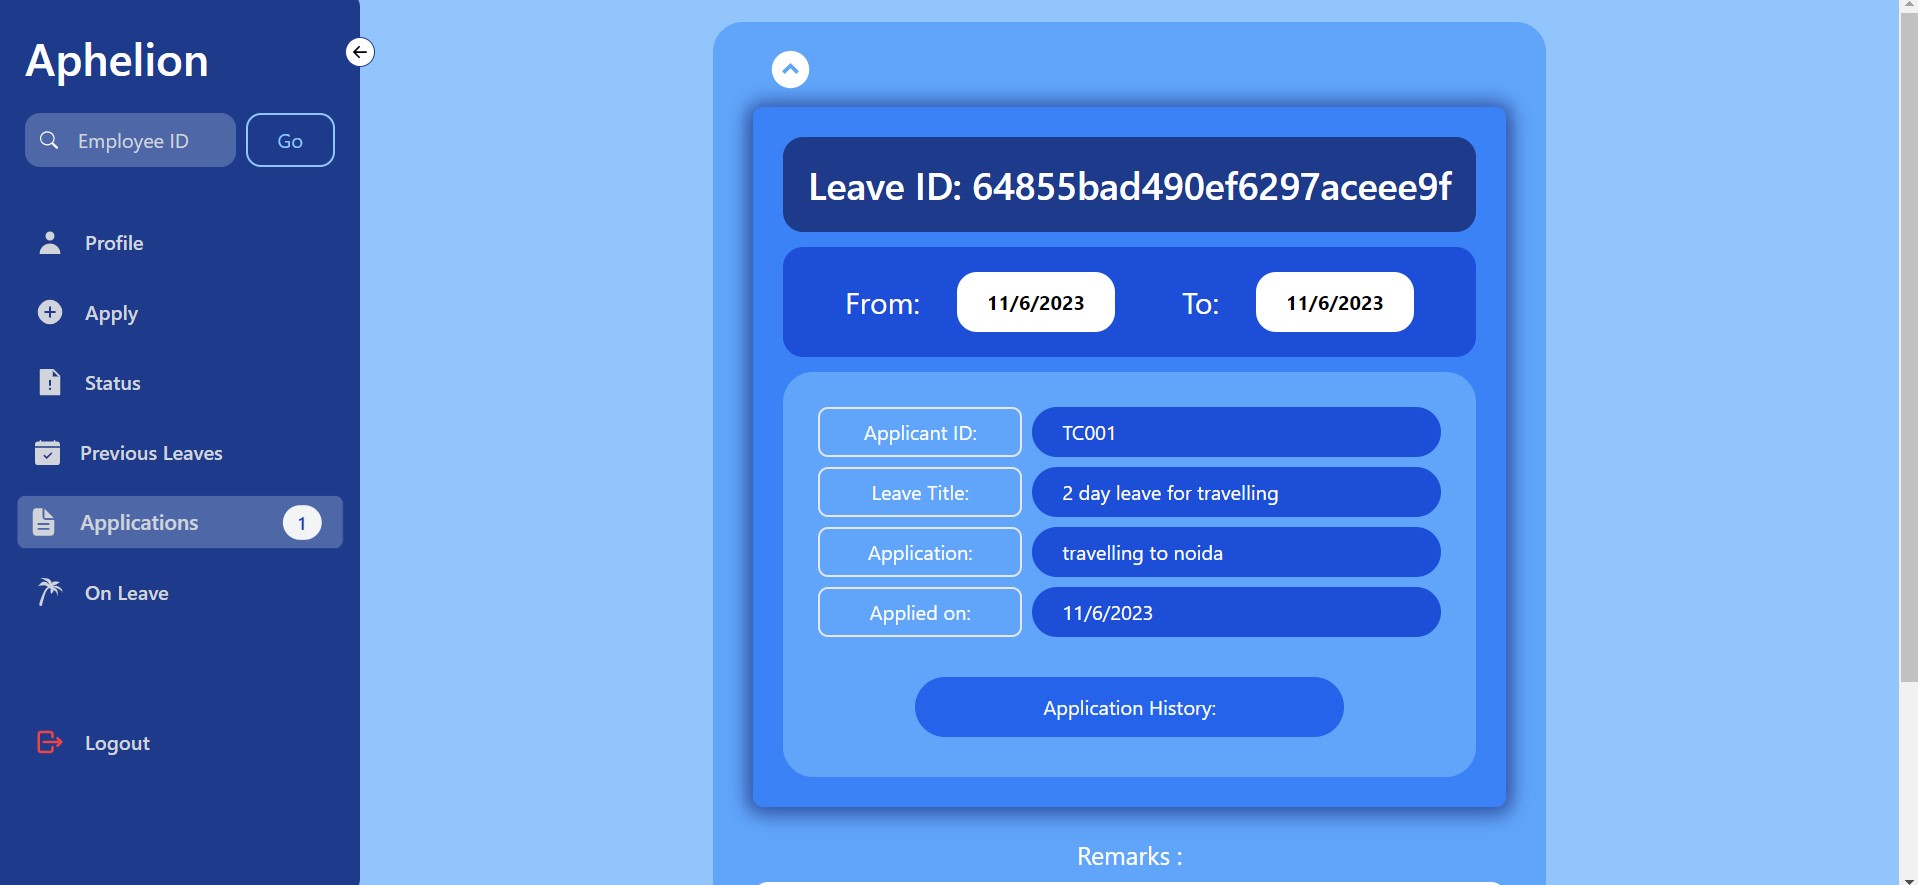 Aphelion
Employee ID
Go
Profile
Apply
Status
Previous Leaves
Applications 1
On Leave
Logout
Leave ID: 64855bad490ef6297aceee9f
From: 11/6/2023 To: 11/6/2023
Applicant ID: TC001
Leave Title: 2 day leave for travelling
Application: travelling to noida
Applied on: 11/6/2023
Application History:
Remarks :